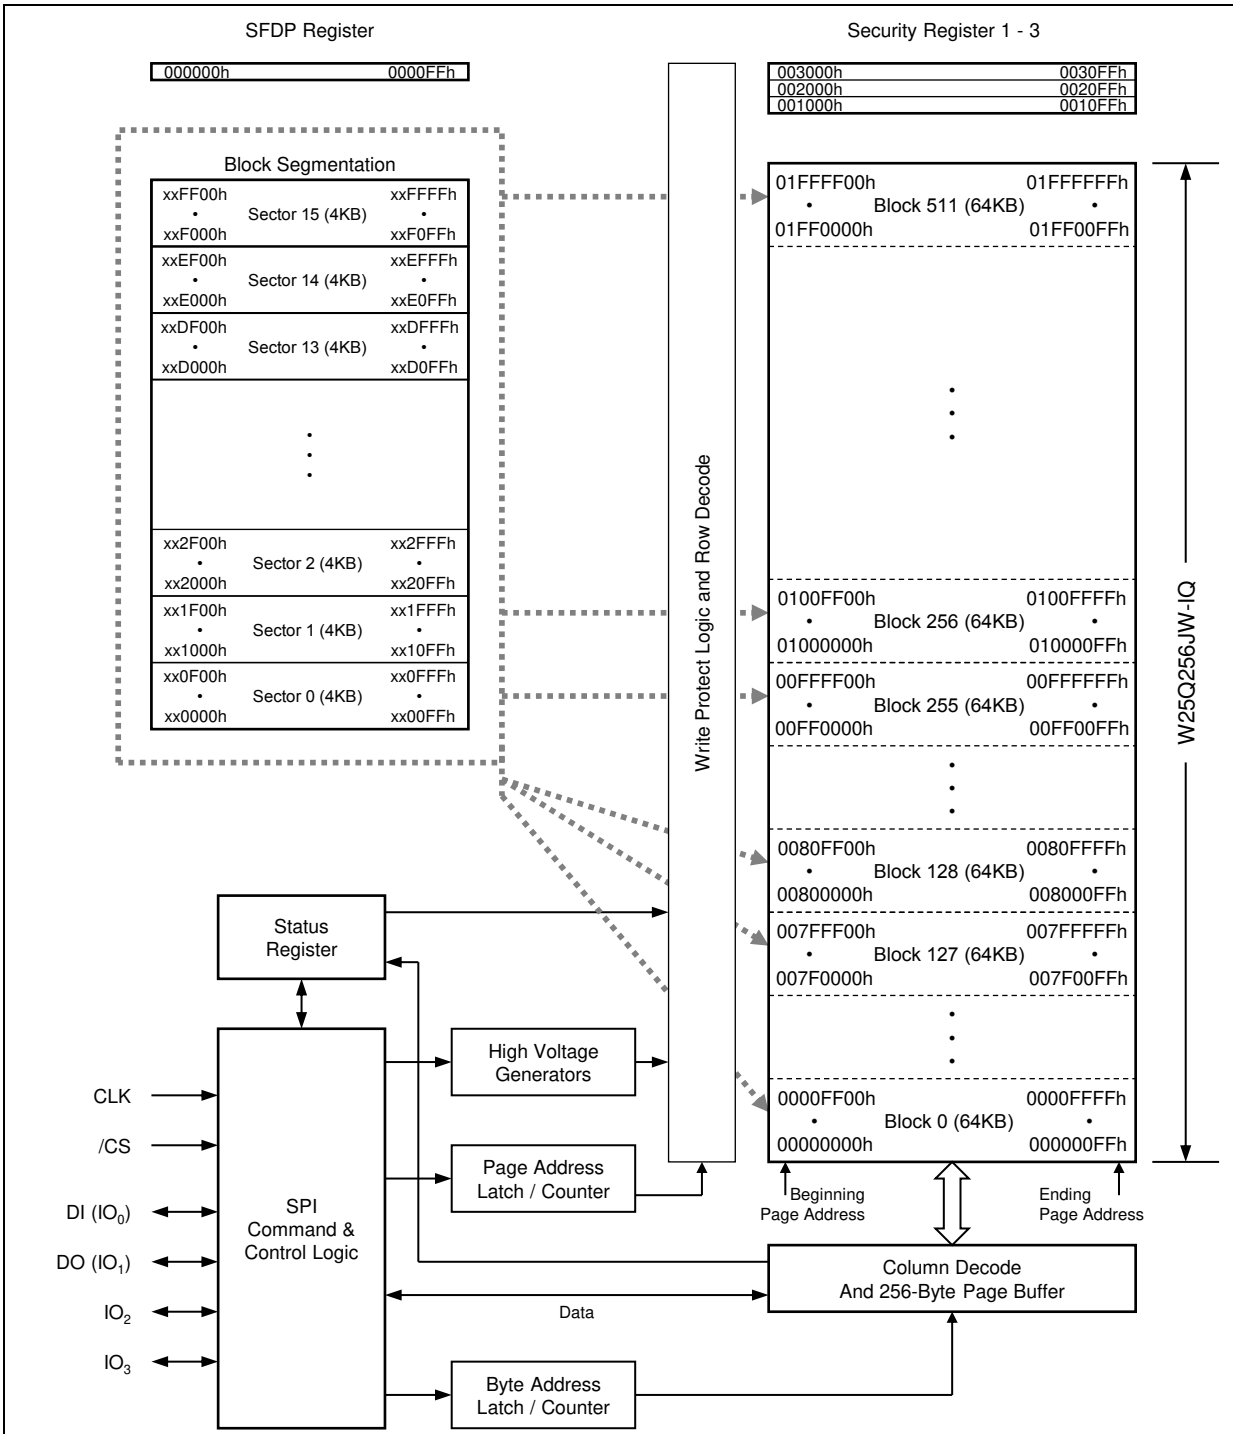 SFDP Register
000000h 0000FFh
Security Register 1 - 3
003000h 0030FFh
002000h 0020FFh
001000h 0010FFh
Block Segmentation
xxFF00h xxFFFFh
• Sector 15 (4KB) •
xxF000h xxF0FFh
xxEF00h xxEFFFh
• Sector 14 (4KB) •
xxE000h xxE0FFh
xxDF00h xxDFFFh
• Sector 13 (4KB) •
xxD000h xxD0FFh
xx2F00h xx2FFFh
• Sector 2 (4KB) •
xx2000h xx20FFh
xx1F00h xx1FFFh
• Sector 1 (4KB) •
xx1000h xx10FFh
xx0F00h xx0FFFh
• Sector 0 (4KB) •
xx0000h xx00FFh
Write Protect Logic and Row Decode
01FFFF00h 01FFFFFFh
• Block 511 (64KB) •
01FF0000h 01FF00FFh
0100FF00h 0100FFFFh
• Block 256 (64KB) •
01000000h 010000FFh
00FFFF00h 00FFFFFFh
• Block 255 (64KB) •
00FF0000h 00FF00FFh
0080FF00h 0080FFFFh
• Block 128 (64KB) •
00800000h 008000FFh
007FFF00h 007FFFFFh
• Block 127 (64KB) •
007F0000h 007F00FFh
0000FF00h 0000FFFFh
• Block 0 (64KB) •
00000000h 000000FFh
W25Q256JW-IQ
Beginning
Page Address
Ending
Page Address
Status
Register
High Voltage
Generators
Page Address
Latch / Counter
SPI
Command &
Control Logic
CLK
/CS
DI (IO0)
DO (IO1)
IO2
IO3
Column Decode
And 256-Byte Page Buffer
Data
Byte Address
Latch / Counter